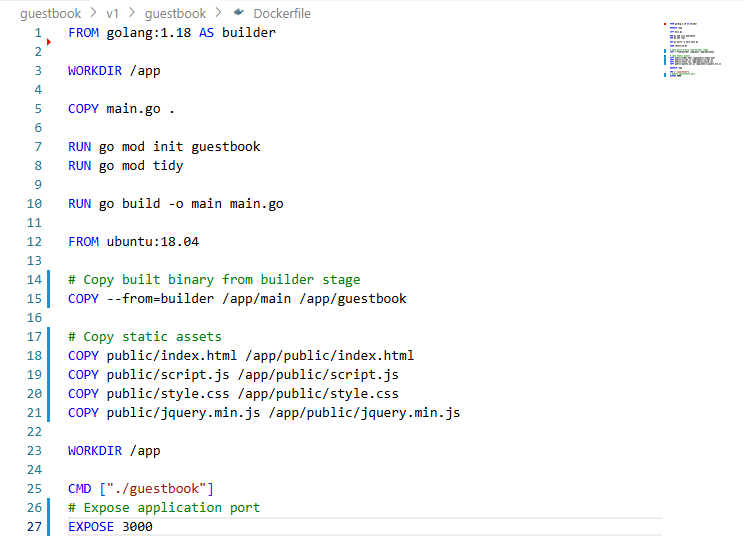 guestbook > v1 > guestbook > Dockerfile
1 FROM golang:1.18 AS builder
2
3 WORKDIR /app
4
5 COPY main.go .
6
7 RUN go mod init guestbook
8 RUN go mod tidy
9
10 RUN go build -o main main.go
11
12 FROM ubuntu:18.04
13
14 # Copy built binary from builder stage
15 COPY --from=builder /app/main /app/guestbook
16
17 # Copy static assets
18 COPY public/index.html /app/public/index.html
19 COPY public/script.js /app/public/script.js
20 COPY public/style.css /app/public/style.css
21 COPY public/jquery.min.js /app/public/jquery.min.js
22
23 WORKDIR /app
24
25 CMD ["./guestbook"]
26 # Expose application port
27 EXPOSE 3000